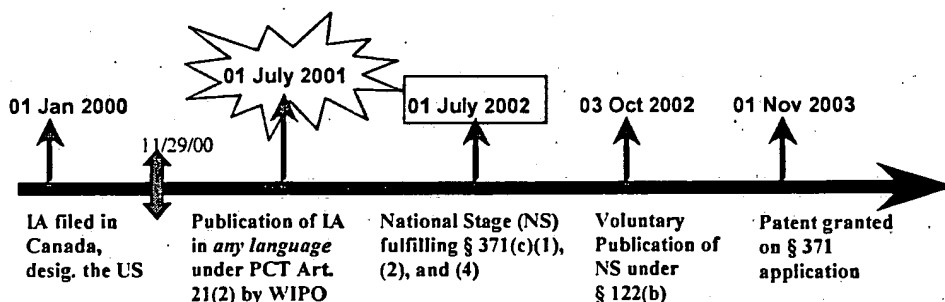 01 July 2001
01 Jan 2000
01 July 2002
03 Oct 2002
01 Nov 2003
11/29/00
IA filed in
Canada,
desig. the US
Publication of IA
in any language
under PCT Art.
21(2) by WIPO
National Stage (NS)
fulfilling § 371(c)(1),
(2), and (4)
Voluntary
Publication of
NS under
§ 122(b)
Patent granted
on § 371
application